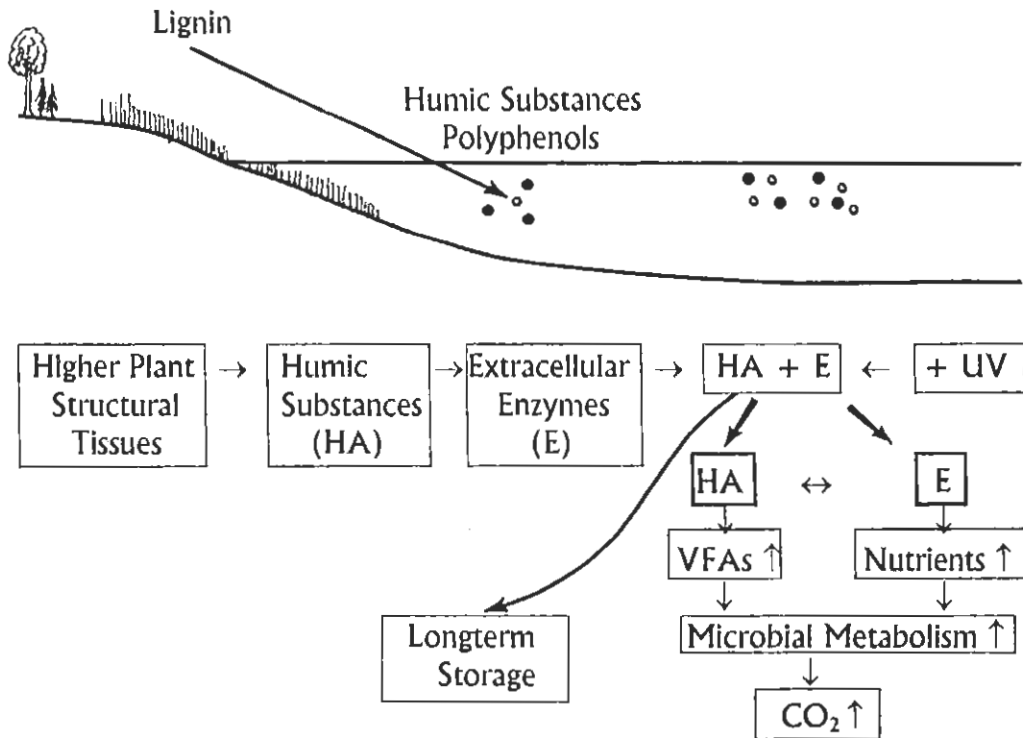 Lignin
Humic Substances
Polyphenols
Higher Plant
Structural
Tissues
→
Humic
Substances
(HA)
→
Extracellular
Enzymes
(E)
→
HA + E
←
+ UV
HA
↔
E
VFAs ↑
Nutrients ↑
Longterm
Storage
Microbial Metabolism ↑
CO₂ ↑